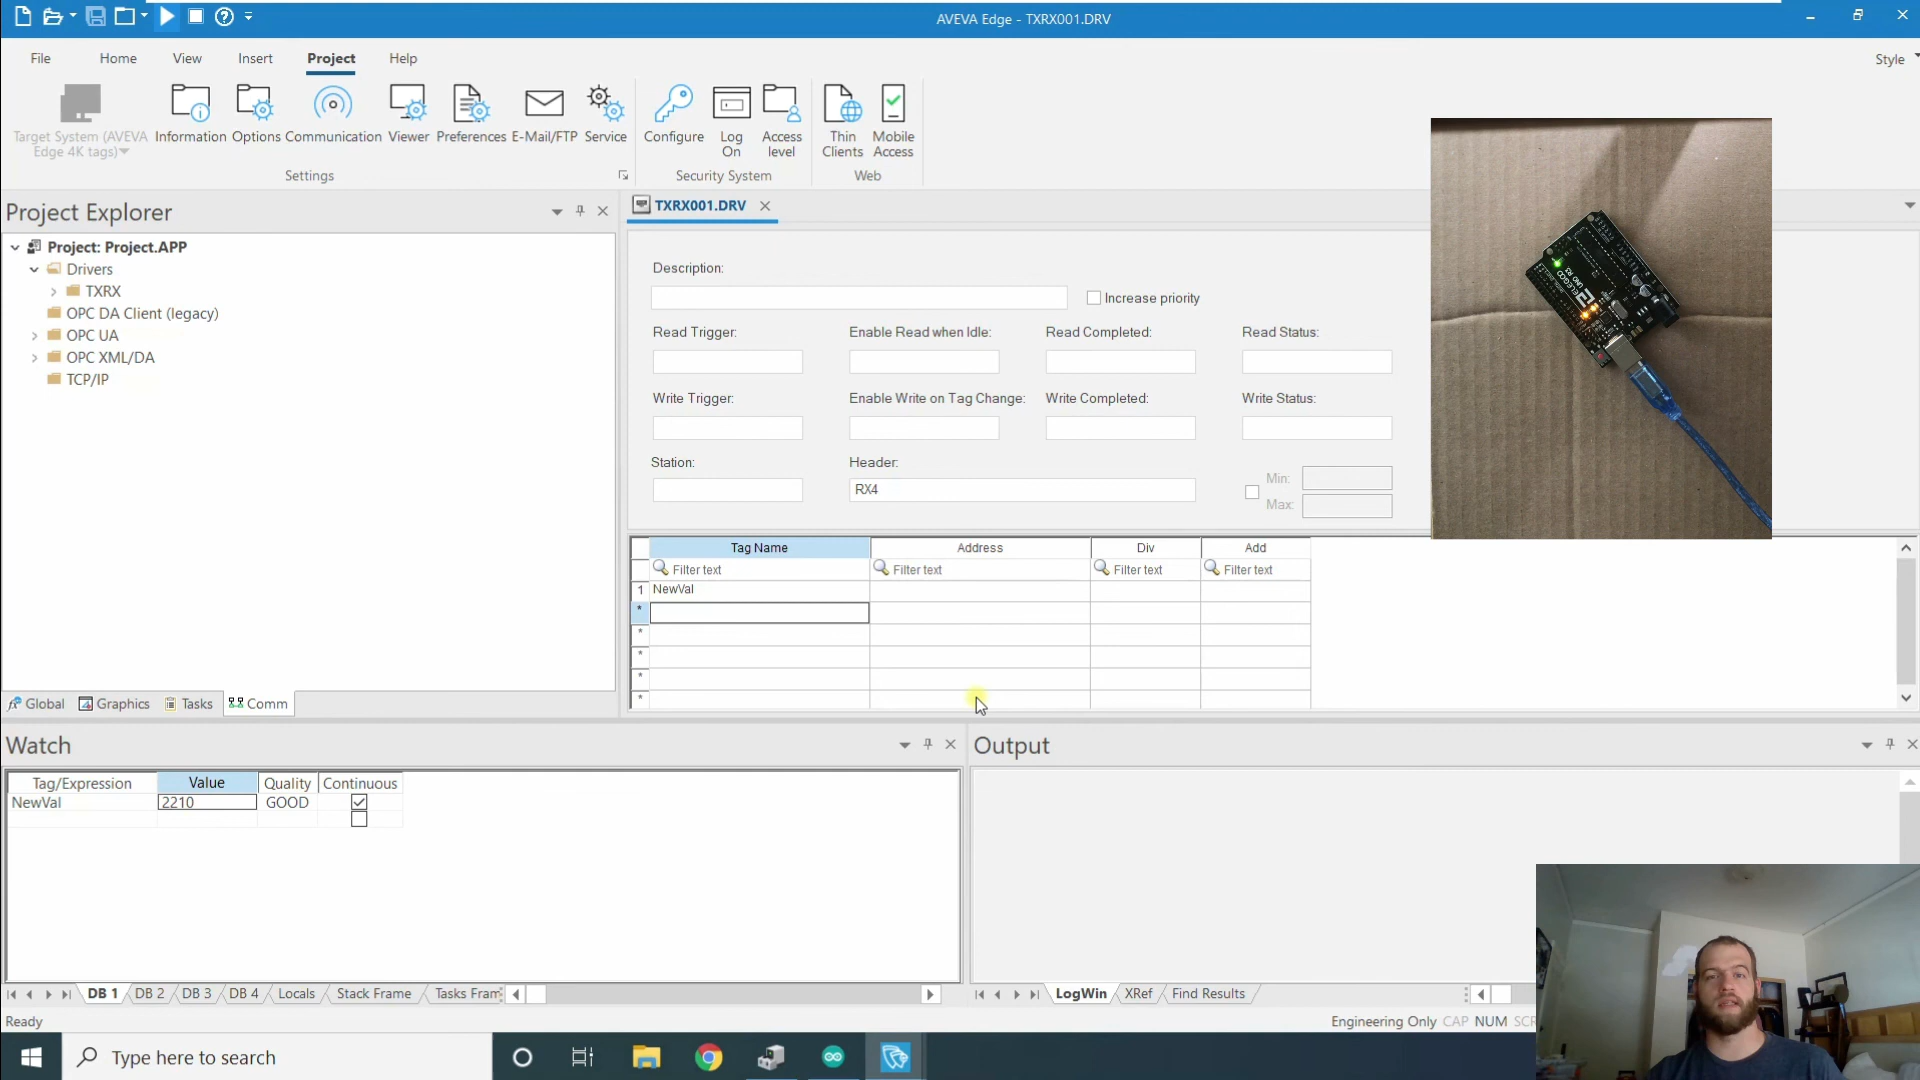 AVEVA Edge - TXRX001.DRV
File Home View Insert Project Help Style
Target System (AVEVA Edge 4K tags)
Information
Options
Communication
Viewer
Preferences
E-Mail/FTP
Service
Configure
Log On
Access level
Thin Clients
Mobile Access
Settings
Security System
Web
Project Explorer
Project: Project.APP
Drivers
TXRX
OPC DA Client (legacy)
OPC UA
OPC XML/DA
TCP/IP
Global Graphics Tasks Comm
TXRX001.DRV
Description:
Increase priority
Read Trigger: Enable Read when Idle: Read Completed: Read Status:
Write Trigger: Enable Write on Tag Change: Write Completed: Write Status:
Station: Header:
RX4
Min:
Max:
Tag Name Address Div Add
Filter text Filter text Filter text Filter text
1 NewVal
*
*
*
*
*
ELEGOO
UNO R3
Watch
Tag/Expression Value Quality Continuous
NewVal 2210 GOOD
DB 1 DB 2 DB 3 DB 4 Locals Stack Frame Tasks Fram
Output
LogWin XRef Find Results
Ready
Engineering Only CAP NUM SCR
Type here to search